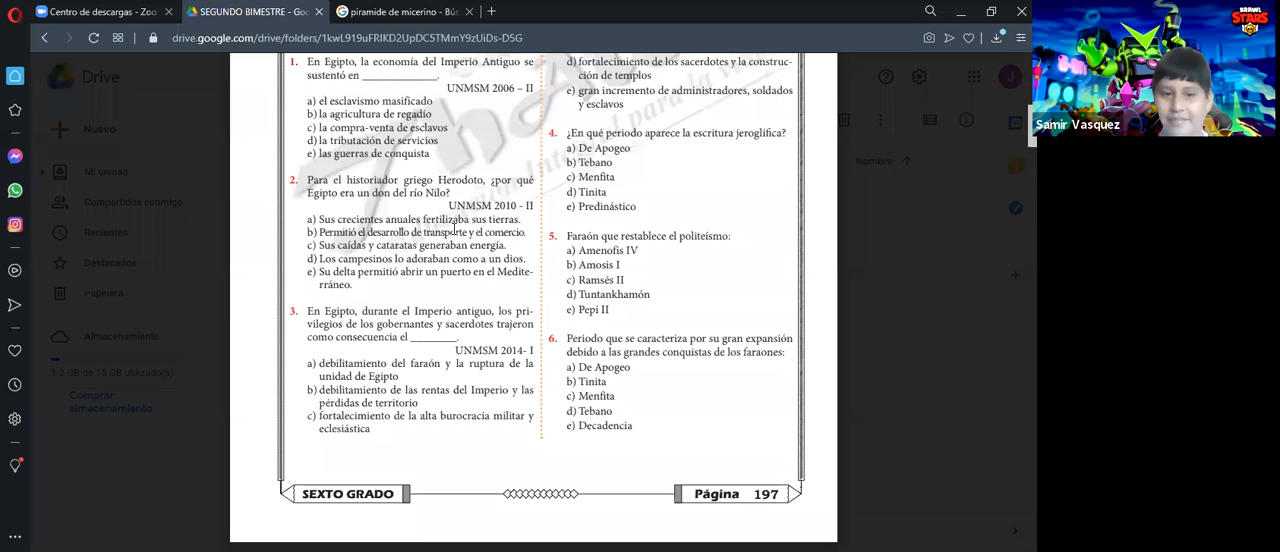 Centro de descargas - Zoo
SEGUNDO BIMESTRE - Goo
piramide de micerino - Bús
drive.google.com/drive/folders/1kwL919uFRIKD2UpDC5TMmY9zUiDs-D5G
Drive
Nuevo
Mi unidad
Compartidos conmigo
Recientes
Destacados
Papelera
Almacenamiento
1.2 GB de 15 GB utilizado(s)
Comprar
almacenamiento
1. En Egipto, la economía del Imperio Antiguo se
sustentó en ______________.
UNMSM 2006 – II
a) el esclavismo masificado
b) la agricultura de regadío
c) la compra-venta de esclavos
d) la tributación de servicios
e) las guerras de conquista
2. Para el historiador griego Herodoto, ¿por qué
Egipto era un don del río Nilo?
UNMSM 2010 - II
a) Sus crecientes anuales fertilizaba sus tierras.
b) Permitió el desarrollo de transporte y el comercio.
c) Sus caídas y cataratas generaban energía.
d) Los campesinos lo adoraban como a un dios.
e) Su delta permitió abrir un puerto en el Medite-
rráneo.
3. En Egipto, durante el Imperio antiguo, los pri-
vilegios de los gobernantes y sacerdotes trajeron
como consecuencia el ________.
UNMSM 2014- I
a) debilitamiento del faraón y la ruptura de la
unidad de Egipto
b) debilitamiento de las rentas del Imperio y las
pérdidas de territorio
c) fortalecimiento de la alta burocracia militar y
eclesiástica
d) fortalecimiento de los sacerdotes y la construc-
ción de templos
e) gran incremento de administradores, soldados
y esclavos
4. ¿En qué periodo aparece la escritura jeroglífica?
a) De Apogeo
b) Tebano
c) Menfita
d) Tinita
e) Predinástico
5. Faraón que restablece el politeísmo:
a) Amenofis IV
b) Amosis I
c) Ramsés II
d) Tuntankhamón
e) Pepi II
6. Periodo que se caracteriza por su gran expansión
debido a las grandes conquistas de los faraones:
a) De Apogeo
b) Tinita
c) Menfita
d) Tebano
e) Decadencia
SEXTO GRADO
Página 197
Nombre
J
BRAWL
STARS
Samir Vasquez